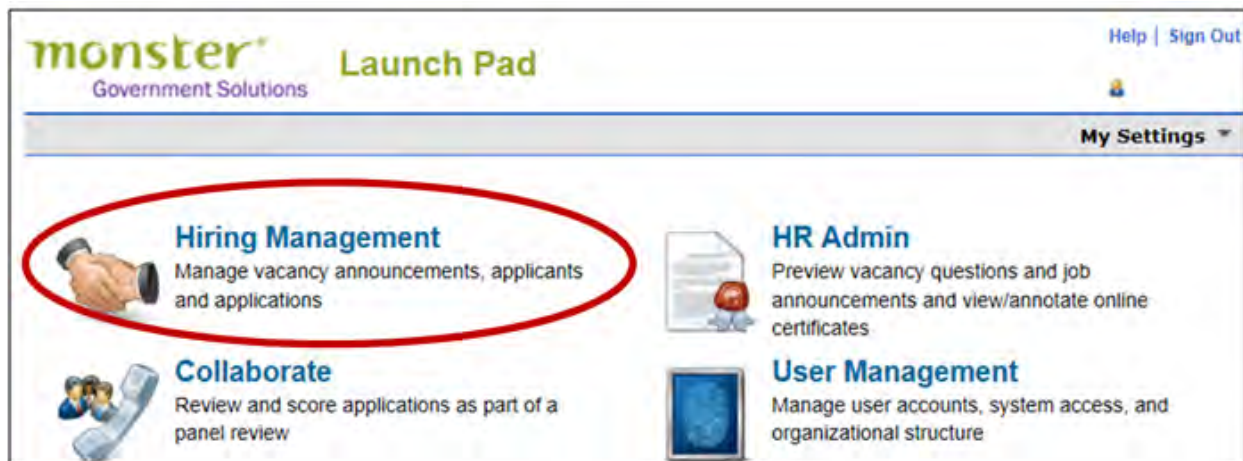 monster
Government Solutions
Launch Pad
Help | Sign Out
My Settings
Hiring Management
Manage vacancy announcements, applicants
and applications
HR Admin
Preview vacancy questions and job
announcements and view/annotate online
certificates
Collaborate
Review and score applications as part of a
panel review
User Management
Manage user accounts, system access, and
organizational structure